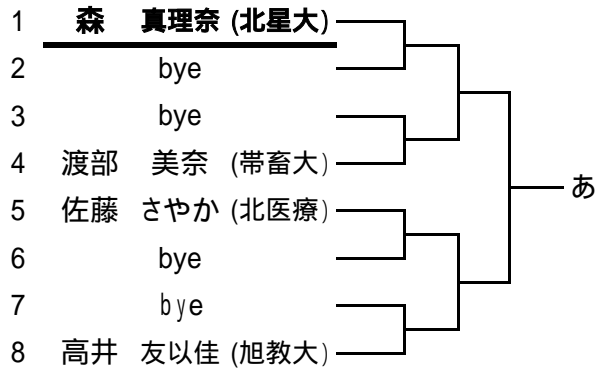 1 森 真理奈 (北星大)
2 bye
3 bye
4 渡部 美奈 (帯畜大)
5 佐藤 さやか (北医療)
6 bye
7 bye
8 高井 友以佳 (旭教大)
あ